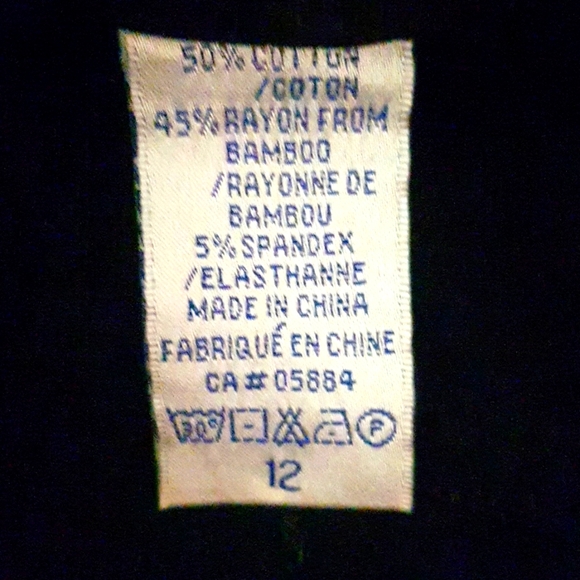 50% COTTON
/COTON
45% RAYON FROM
BAMBOO
/RAYONNE DE
BAMBOU
5% SPANDEX
/ELASTHANNE
MADE IN CHINA
FABRIQUÉ EN CHINE
CA# 05884
30° P
12